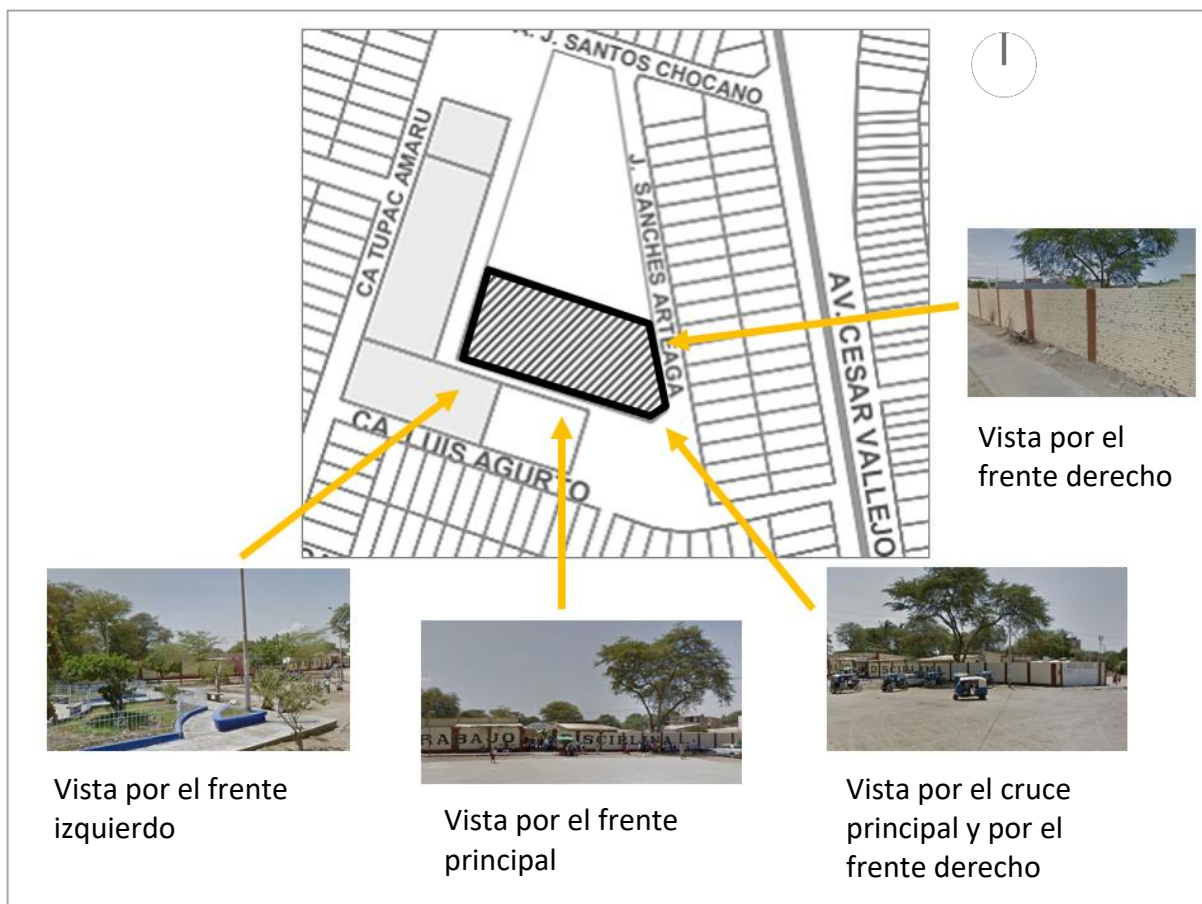 J. SANTOS CHOCANO
CA TUPAC AMARU
J. SANCHES ARTEAGA
AV. CESAR VALLEJO
CA. LUIS AGURTO
Vista por el
frente derecho
RABAJO
DISCIPLINA
Vista por el frente
izquierdo
Vista por el frente
principal
Vista por el cruce
principal y por el
frente derecho